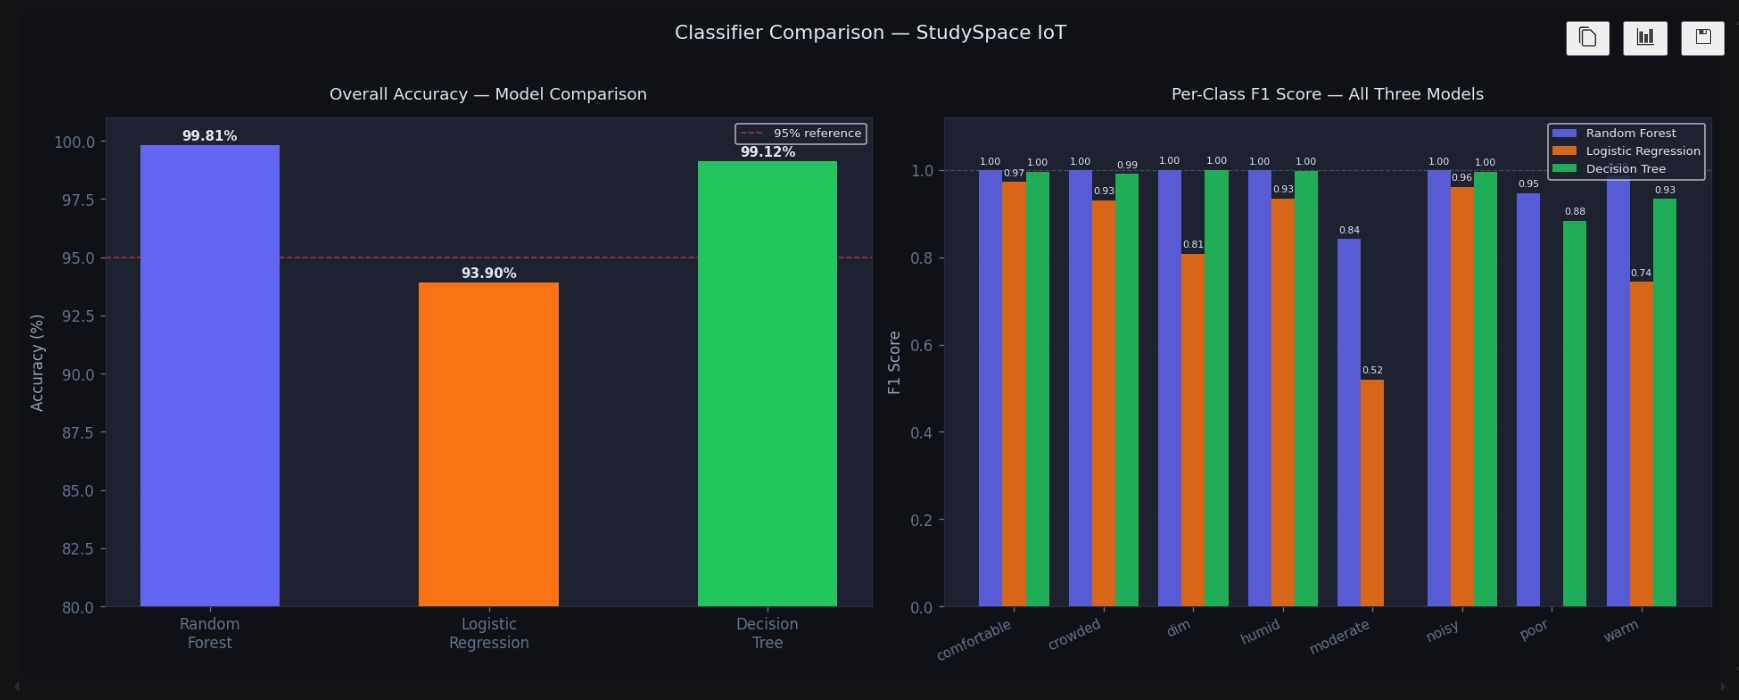 Classifier Comparison — StudySpace IoT
Overall Accuracy — Model Comparison
95% reference
99.81%
93.90%
99.12%
Accuracy (%)
100.0
97.5
95.0
92.5
90.0
87.5
85.0
82.5
80.0
Random
Forest
Logistic
Regression
Decision
Tree
Per-Class F1 Score — All Three Models
Random Forest
Logistic Regression
Decision Tree
F1 Score
1.0
0.8
0.6
0.4
0.2
0.0
1.00
0.97
1.00
1.00
0.93
0.99
1.00
0.81
1.00
1.00
0.93
1.00
0.84
0.52
1.00
0.96
1.00
0.95
0.88
0.74
0.93
comfortable
crowded
dim
humid
moderate
noisy
poor
warm